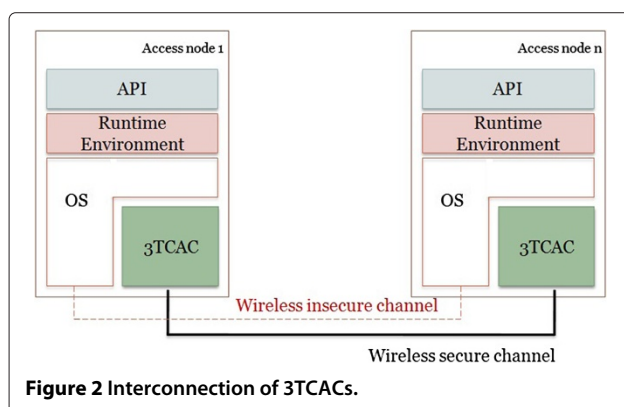 Access node 1
Access node n
API
API
Runtime
Environment
Runtime
Environment
OS
OS
3TCAC
3TCAC
Wireless insecure channel
Wireless secure channel
Figure 2 Interconnection of 3TCACs.